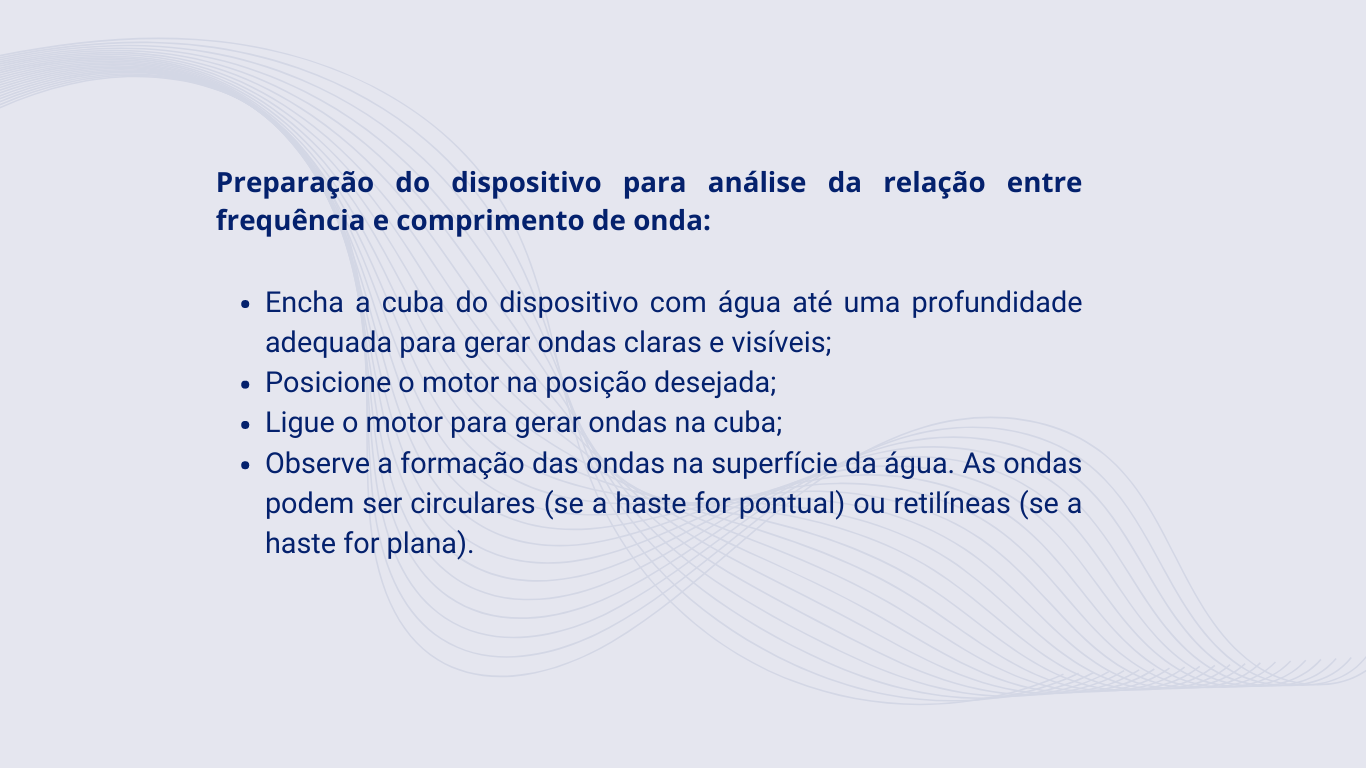 Preparação do dispositivo para análise da relação entre
frequência e comprimento de onda:
• Encha a cuba do dispositivo com água até uma profundidade
adequada para gerar ondas claras e visíveis;
• Posicione o motor na posição desejada;
• Ligue o motor para gerar ondas na cuba;
• Observe a formação das ondas na superfície da água. As ondas
podem ser circulares (se a haste for pontual) ou retilíneas (se a
haste for plana).